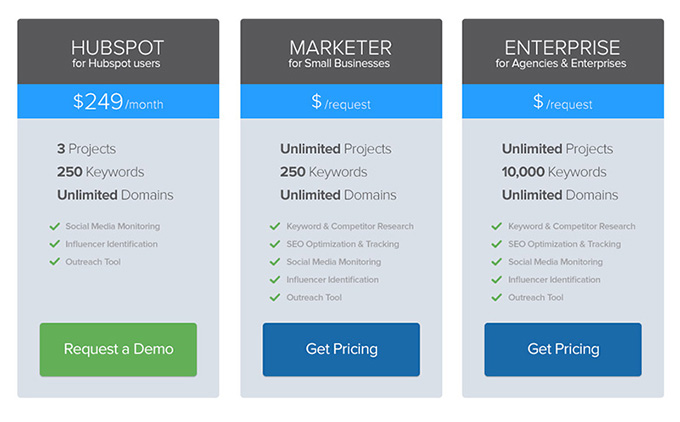 HUBSPOT
for Hubspot users
$249/month
3 Projects
250 Keywords
Unlimited Domains
Social Media Monitoring
Influencer Identification
Outreach Tool
Request a Demo
MARKETER
for Small Businesses
$ /request
Unlimited Projects
250 Keywords
Unlimited Domains
Keyword & Competitor Research
SEO Optimization & Tracking
Social Media Monitoring
Influencer Identification
Outreach Tool
Get Pricing
ENTERPRISE
for Agencies & Enterprises
$ /request
Unlimited Projects
10,000 Keywords
Unlimited Domains
Keyword & Competitor Research
SEO Optimization & Tracking
Social Media Monitoring
Influencer Identification
Outreach Tool
Get Pricing